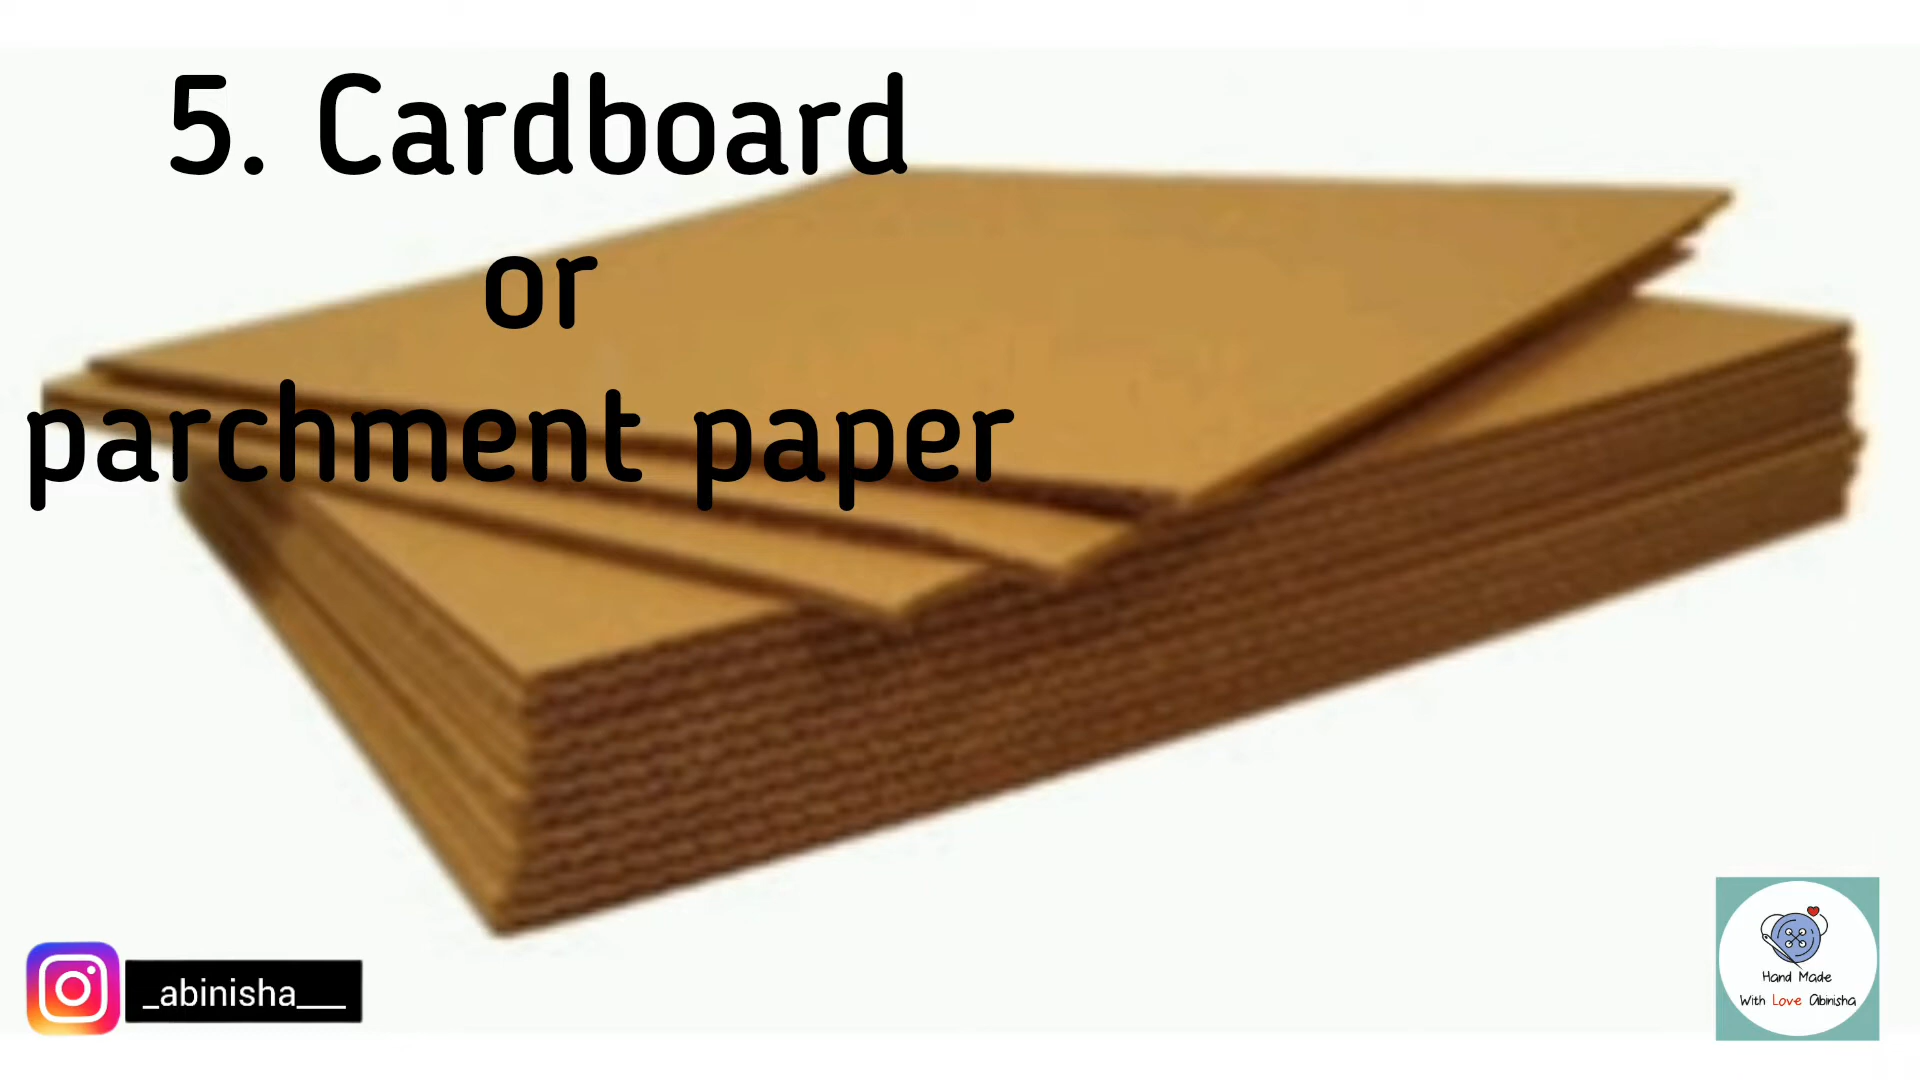 5. Cardboard
or
parchment paper
_abinisha___
Hand Made
With Love Abinisha